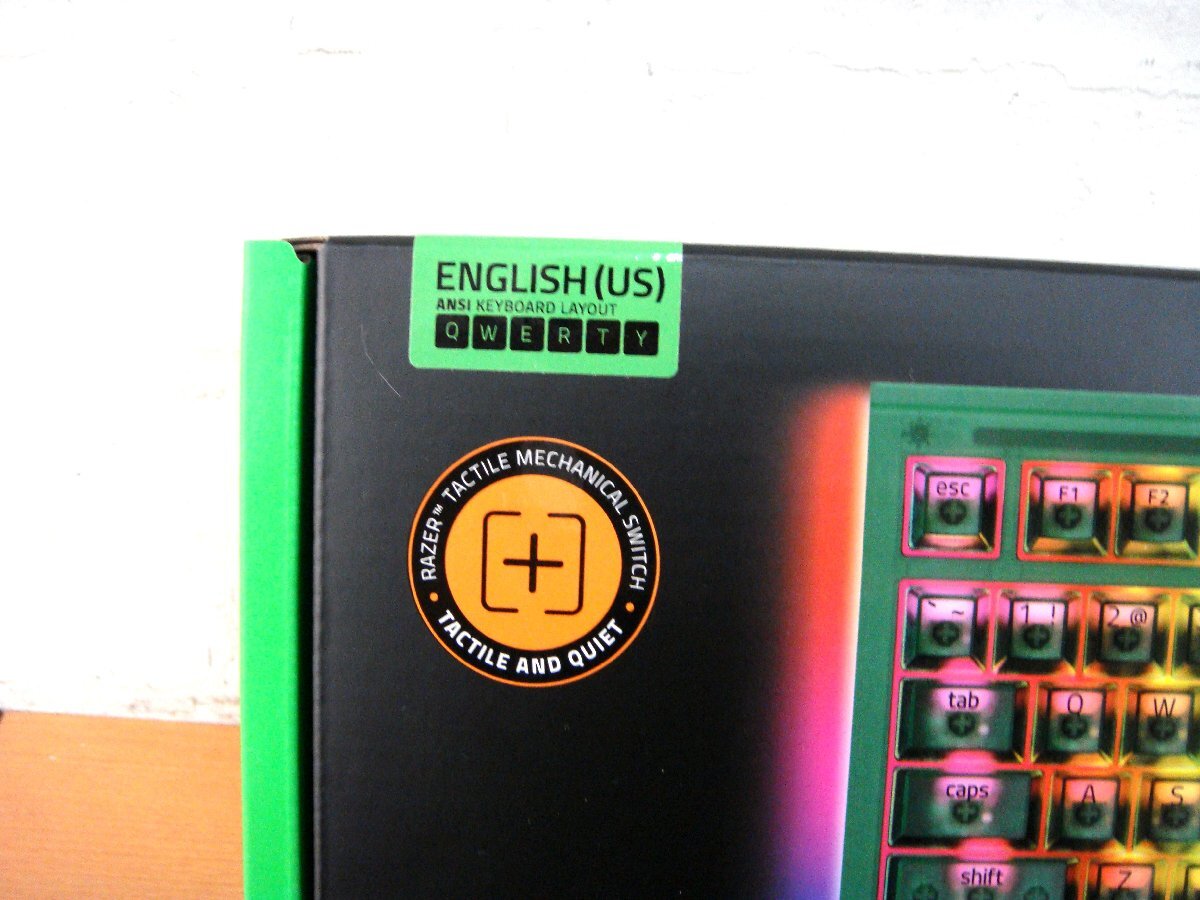 ENGLISH (US)
ANSI KEYBOARD LAYOUT
Q W E R T Y
RAZER™ TACTILE MECHANICAL SWITCH
• TACTILE AND QUIET •
esc F1 F2
` ~ 1 ! 2 @
tab Q W
caps A S
shift Z